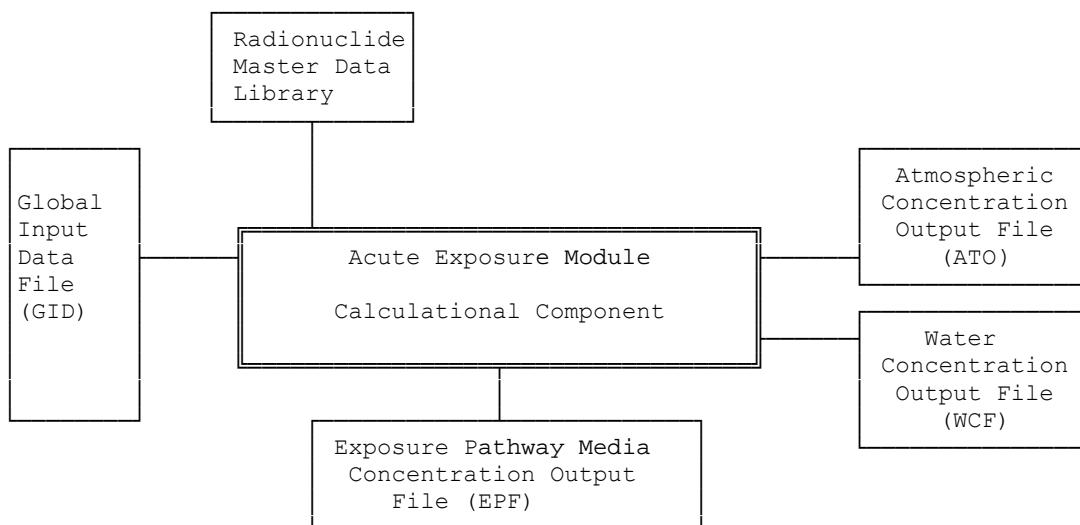 Radionuclide
Master Data
Library
Global
Input
Data
File
(GID)
Acute Exposure Module
Calculational Component
Atmospheric
Concentration
Output File
(ATO)
Water
Concentration
Output File
(WCF)
Exposure Pathway Media
Concentration Output
File (EPF)